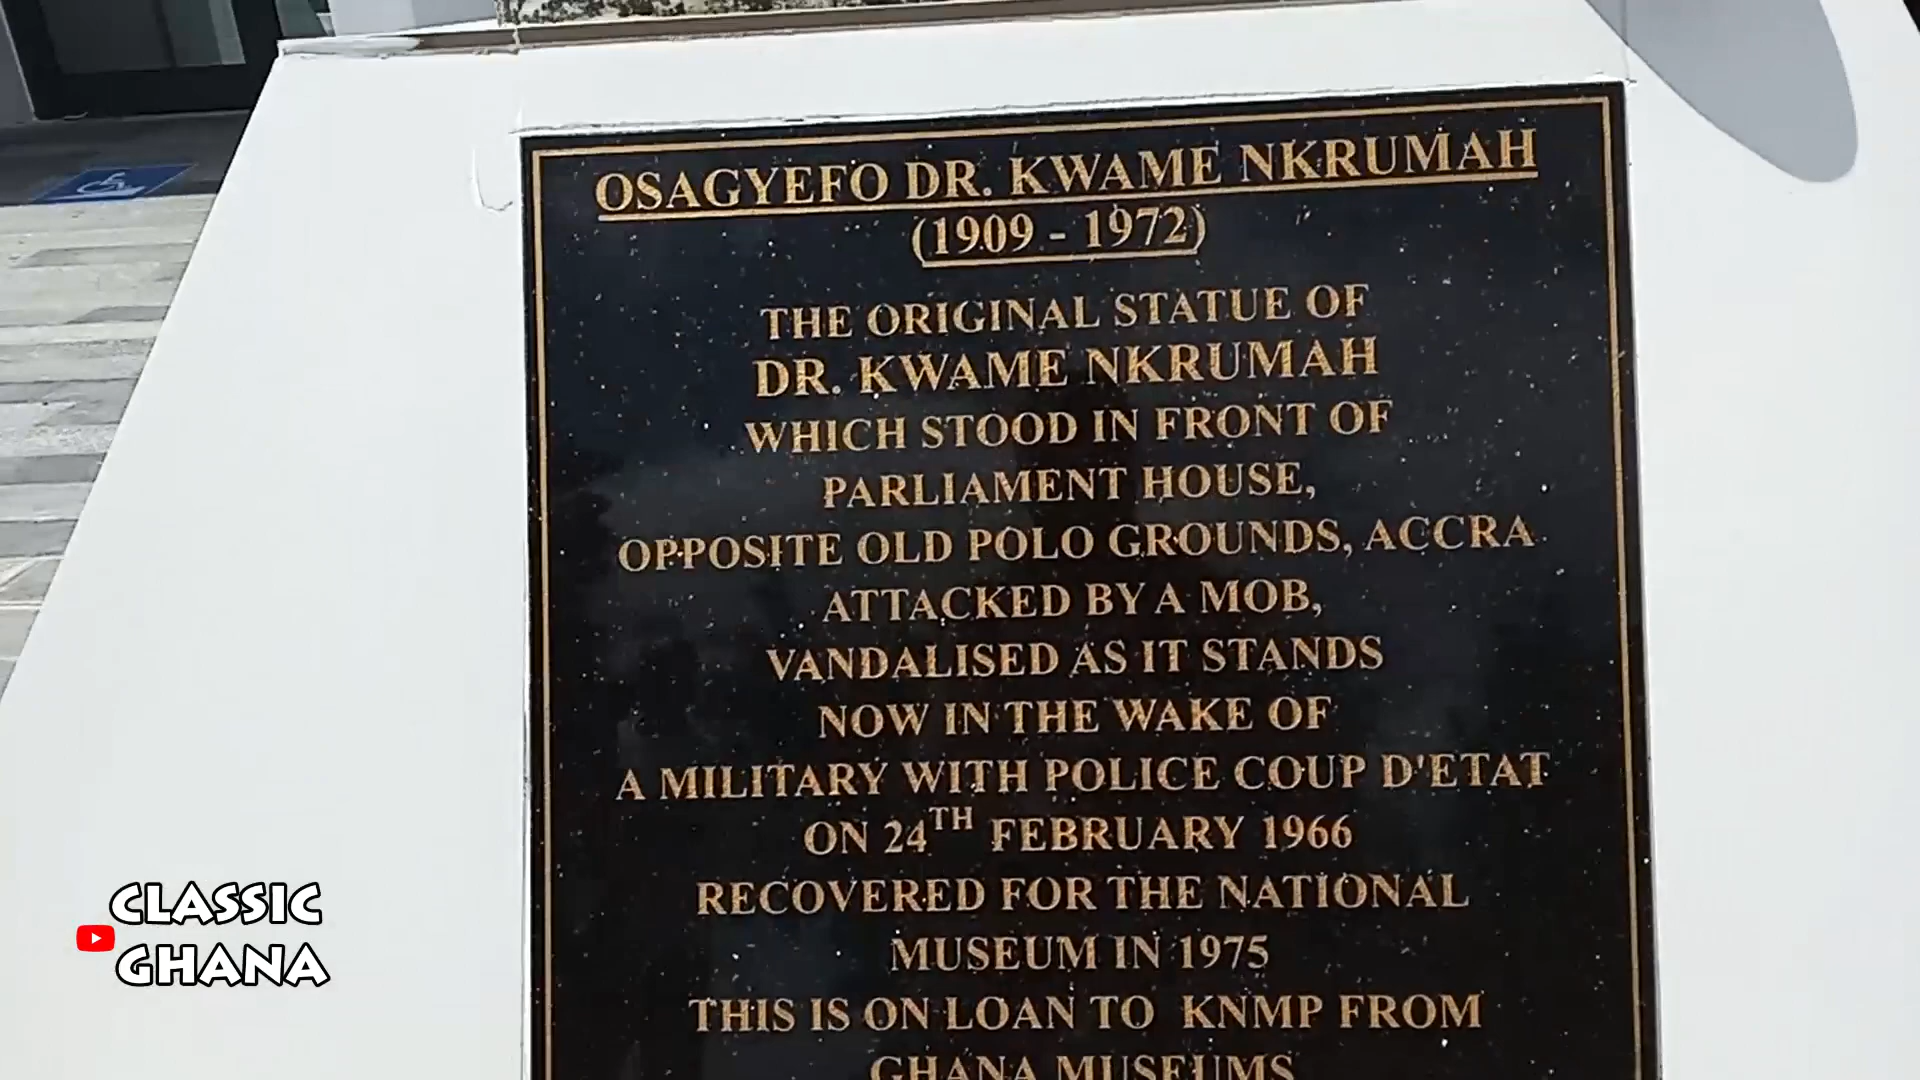 OSAGYEFO DR. KWAME NKRUMAH
(1909 - 1972)
THE ORIGINAL STATUE OF
DR. KWAME NKRUMAH
WHICH STOOD IN FRONT OF
PARLIAMENT HOUSE,
OPPOSITE OLD POLO GROUNDS, ACCRA
ATTACKED BY A MOB,
VANDALISED AS IT STANDS
NOW IN THE WAKE OF
A MILITARY WITH POLICE COUP D'ETAT
ON 24TH FEBRUARY 1966
RECOVERED FOR THE NATIONAL
MUSEUM IN 1975
THIS IS ON LOAN TO KNMP FROM
GHANA MUSEUMS
CLASSIC
GHANA